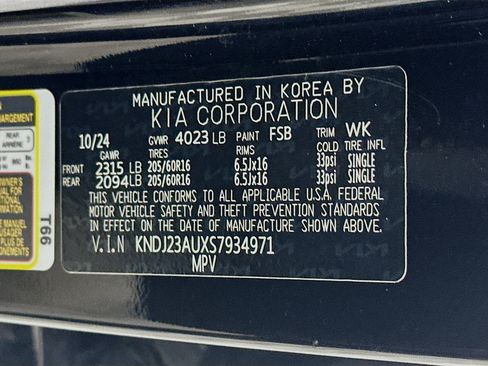 MANUFACTURED IN KOREA BY
KIA CORPORATION
10/24 GVWR 4023 LB PAINT FSB TRIM WK
GAWR TIRES RIMS COLD TIRE INFL
FRONT 2315 LB 205/60R16 6.5Jx16 33psi SINGLE
REAR 2094 LB 205/60R16 6.5Jx16 33psi SINGLE
THIS VEHICLE CONFORMS TO ALL APPLICABLE U.S.A. FEDERAL
MOTOR VEHICLE SAFETY AND THEFT PREVENTION STANDARDS
IN EFFECT ON THE DATE OF MANUFACTURE SHOWN ABOVE.
V.I.N KNDJ23AUXS7934971
MPV
REAR
ARRIERE
T66